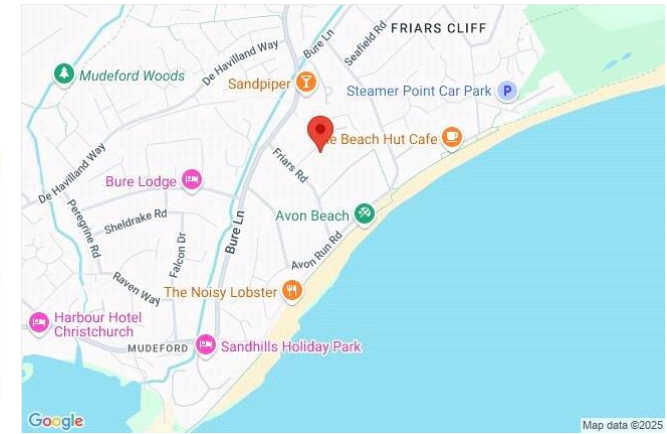 FRIARS CLIFF
Bure Ln
Seafield Rd
De Havilland Way
Mudeford Woods
Sandpiper
Steamer Point Car Park
P
e Beach Hut Cafe
Friars Rd
De Havilland Way
Bure Lodge
Avon Beach
Sheldrake Rd
Peregrine Rd
Falcon Dr
Bure Ln
Avon Run Rd
Raven Way
The Noisy Lobster
Harbour Hotel
Christchurch
MUDEFORD
Sandhills Holiday Park
Google
Map data ©2025